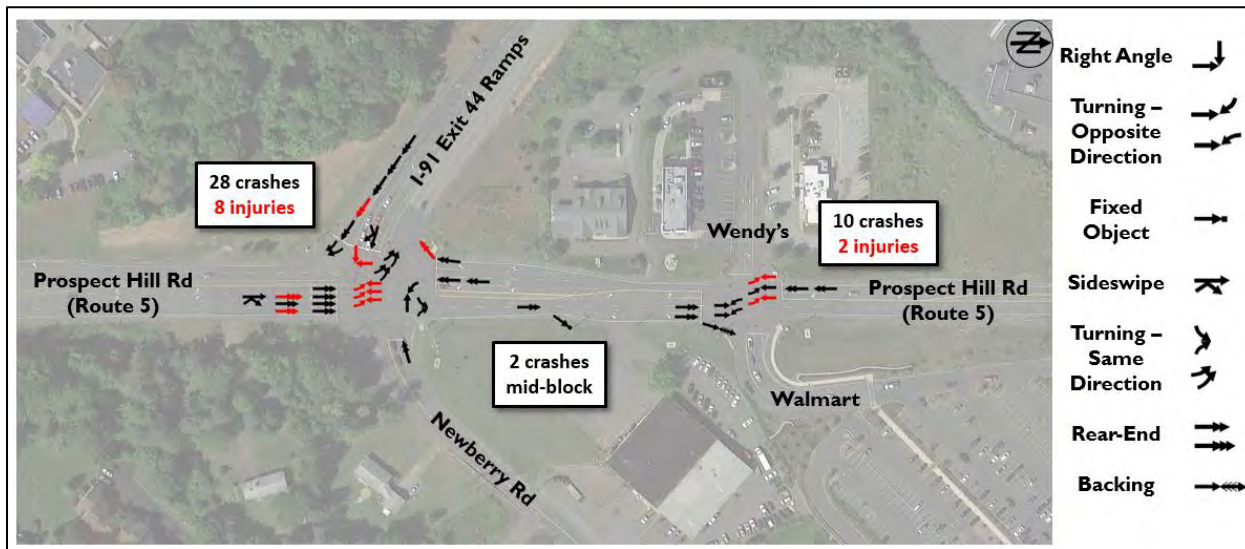 N
I-91 Exit 44 Ramps
28 crashes
8 injuries
Wendy's
10 crashes
2 injuries
Prospect Hill Rd
(Route 5)
Prospect Hill Rd
(Route 5)
2 crashes
mid-block
Walmart
Newberry Rd
Right Angle
Turning –
Opposite
Direction
Fixed
Object
Sideswipe
Turning –
Same
Direction
Rear-End
Backing